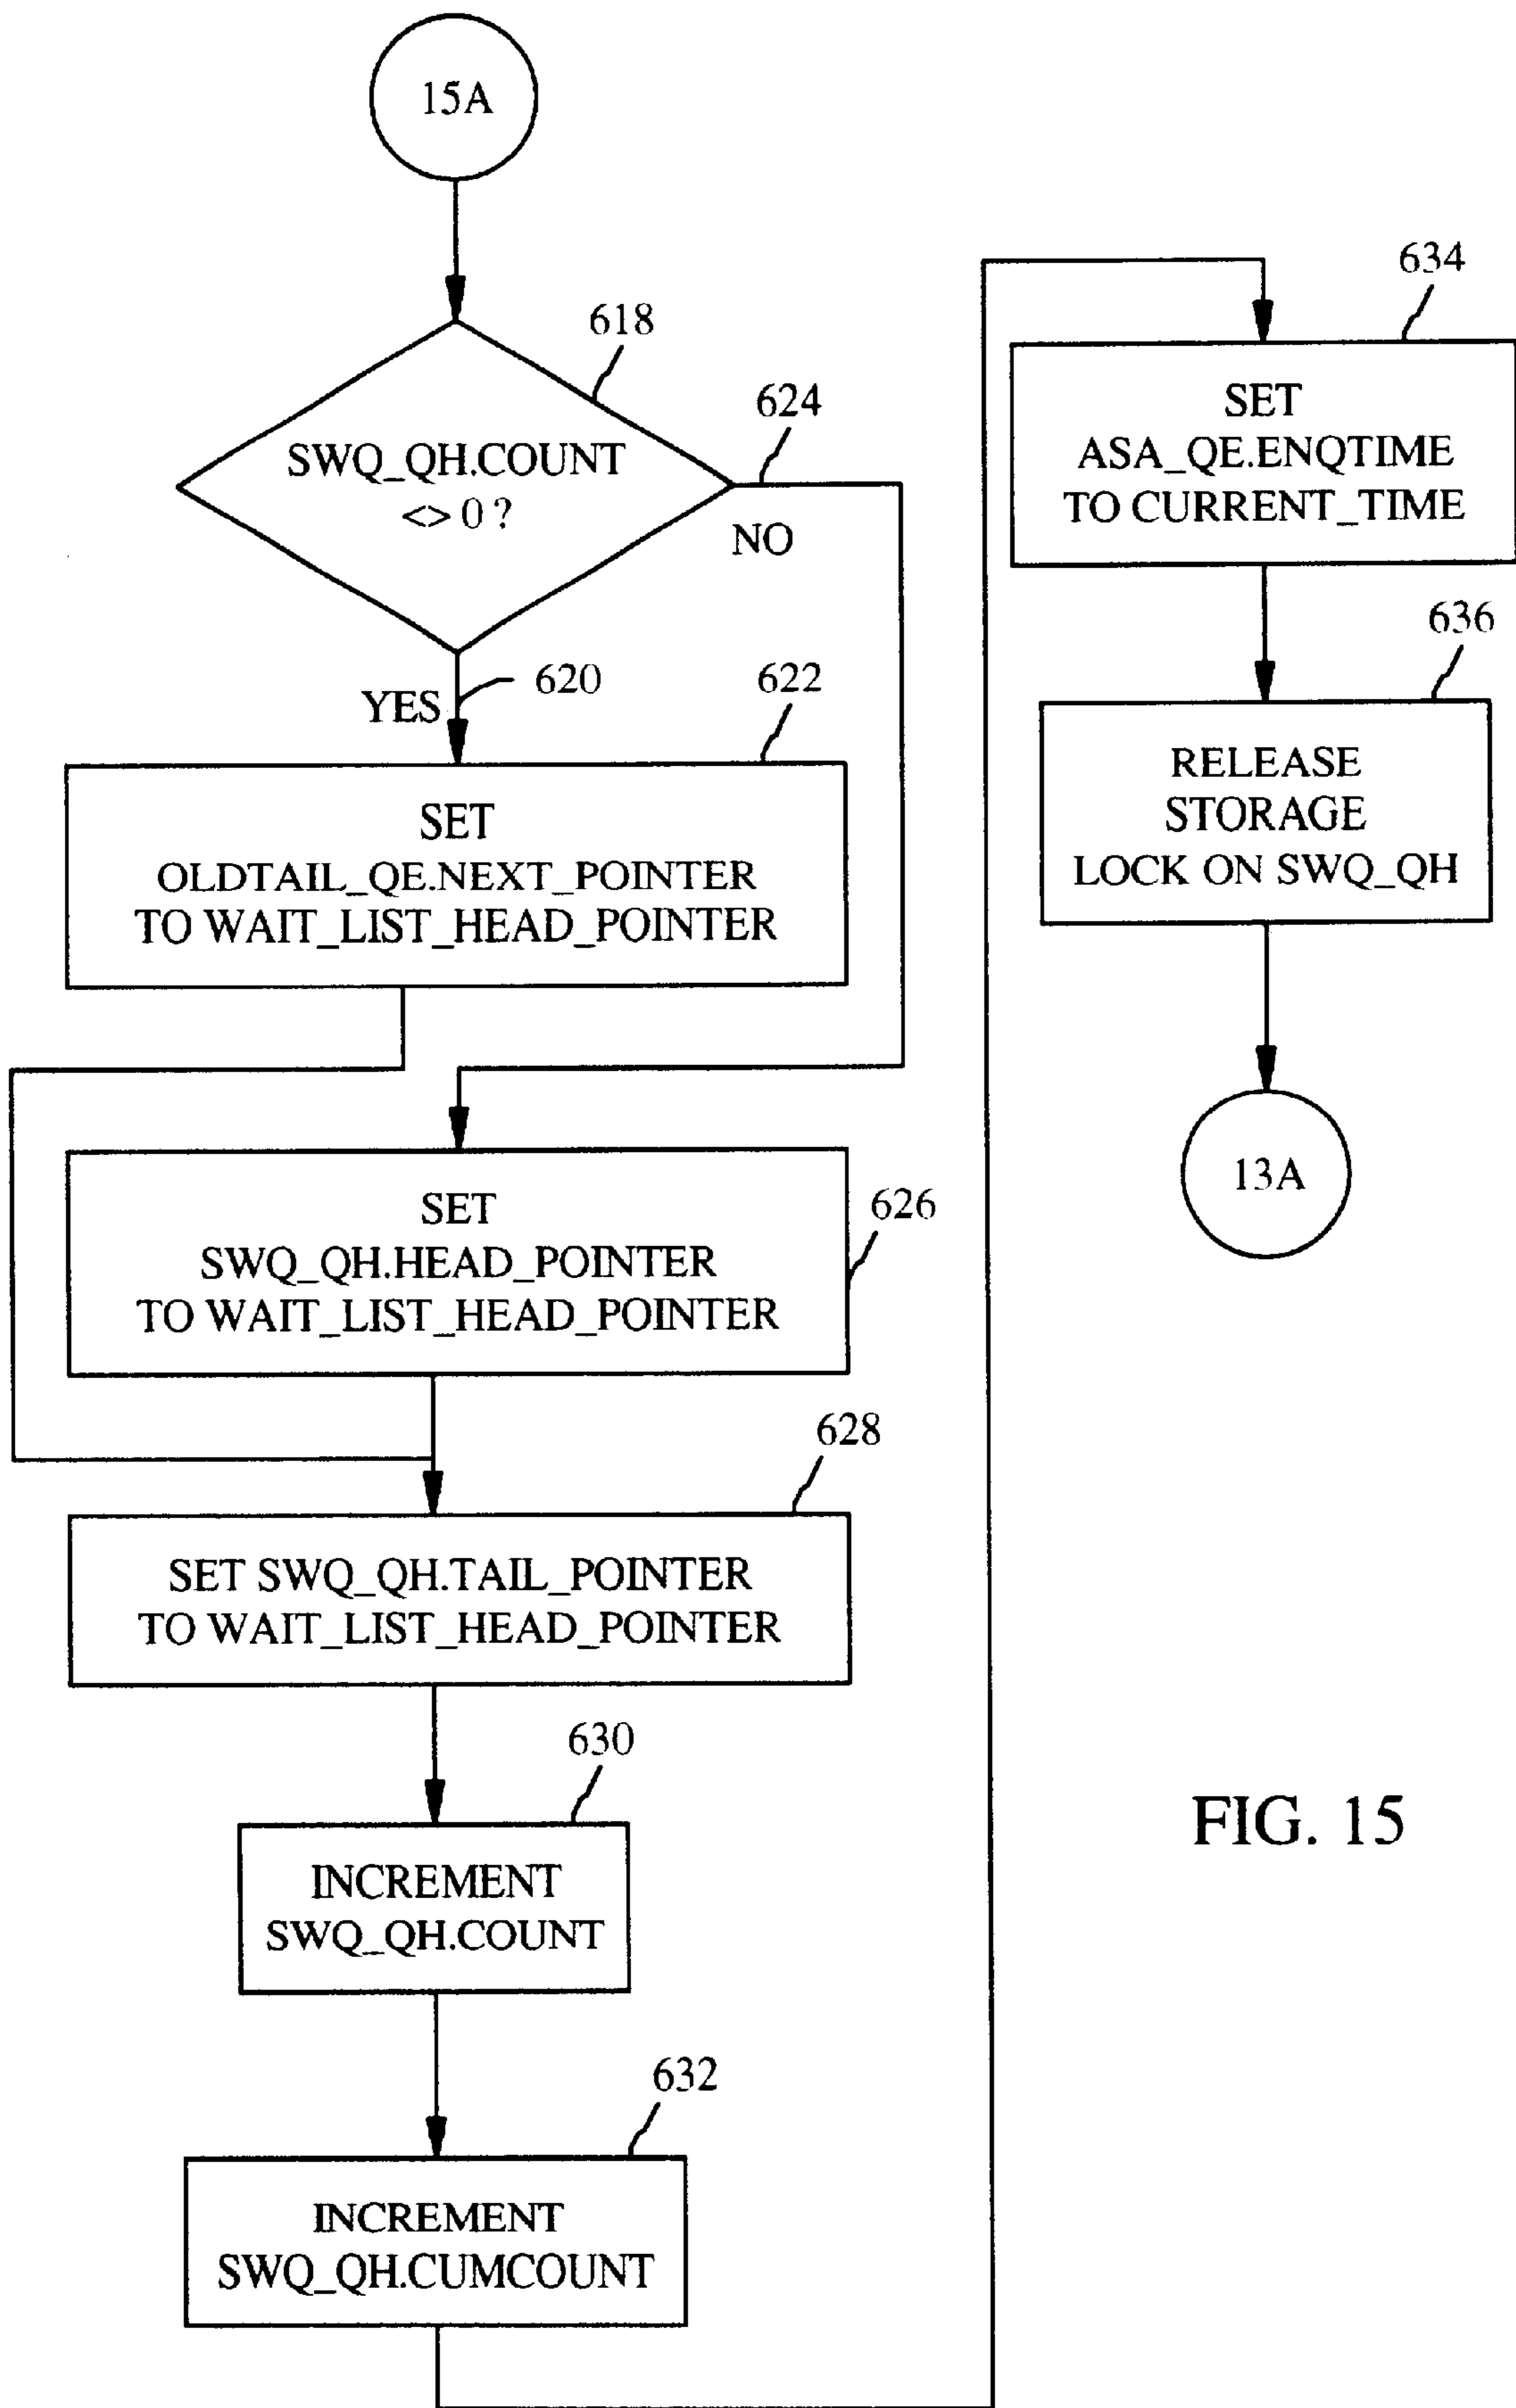 15A
618
SWQ_QH.COUNT
<> 0 ?
624
NO
YES
620
622
SET
OLDTAIL_QE.NEXT_POINTER
TO WAIT_LIST_HEAD_POINTER
SET
SWQ_QH.HEAD_POINTER
TO WAIT_LIST_HEAD_POINTER
626
628
SET SWQ_QH.TAIL_POINTER
TO WAIT_LIST_HEAD_POINTER
630
INCREMENT
SWQ_QH.COUNT
632
INCREMENT
SWQ_QH.CUMCOUNT
634
SET
ASA_QE.ENQTIME
TO CURRENT_TIME
636
RELEASE
STORAGE
LOCK ON SWQ_QH
13A
FIG. 15